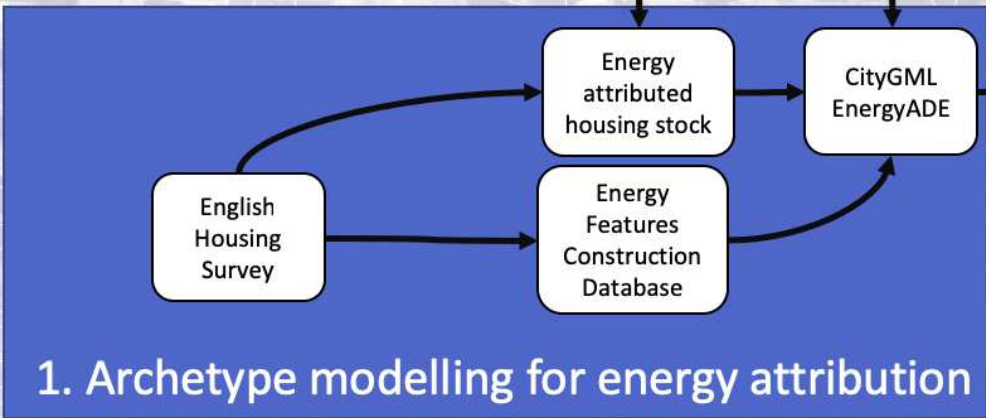 Energy
attributed
housing stock
CityGML
EnergyADE
English
Housing
Survey
Energy
Features
Construction
Database
1. Archetype modelling for energy attribution